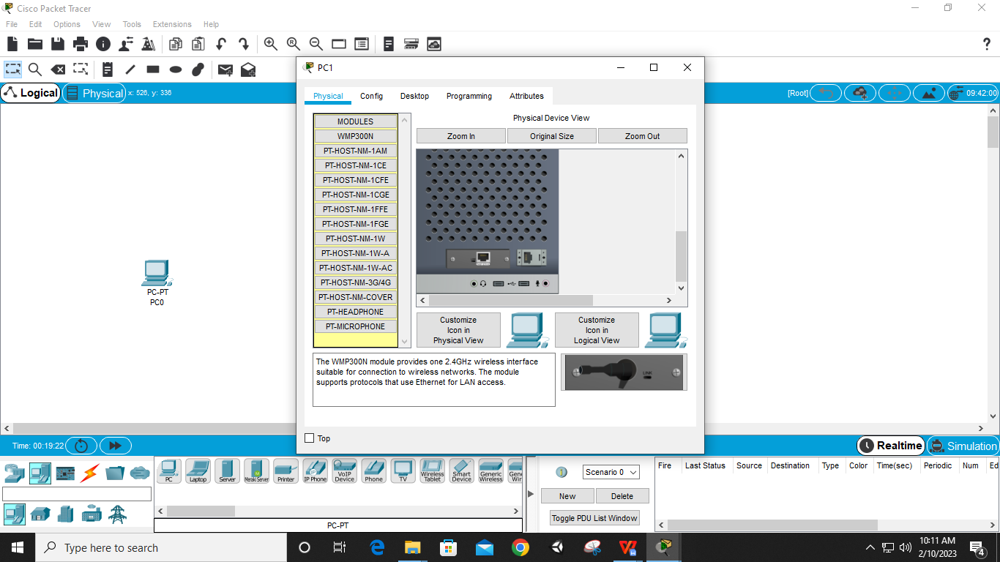 Cisco Packet Tracer
File Edit Options View Tools Extensions Help
?
Logical
Physical
x: 526, y: 336
[Root]
09:42:00
PC-PT
PC0
PC1
Physical Config Desktop Programming Attributes
MODULES
WMP300N
PT-HOST-NM-1AM
PT-HOST-NM-1CE
PT-HOST-NM-1CFE
PT-HOST-NM-1CGE
PT-HOST-NM-1FFE
PT-HOST-NM-1FGE
PT-HOST-NM-1W
PT-HOST-NM-1W-A
PT-HOST-NM-1W-AC
PT-HOST-NM-3G/4G
PT-HOST-NM-COVER
PT-HEADPHONE
PT-MICROPHONE
Physical Device View
Zoom In
Original Size
Zoom Out
Customize
Icon in
Physical View
Customize
Icon in
Logical View
The WMP300N module provides one 2.4GHz wireless interface
suitable for connection to wireless networks. The module
supports protocols that use Ethernet for LAN access.
LINK
Top
Time: 00:19:22
Realtime
Simulation
PC
Laptop
Server
Meraki Server
Printer
IP Phone
VoIP
Device
Phone
TV
Wireless
Tablet
Smart
Device
Generic
Wireless
Gene
Wir
PC-PT
Scenario 0
New
Delete
Toggle PDU List Window
Fire Last Status Source Destination Type Color Time(sec) Periodic Num Ed
Type here to search
10:11 AM
2/10/2023
4